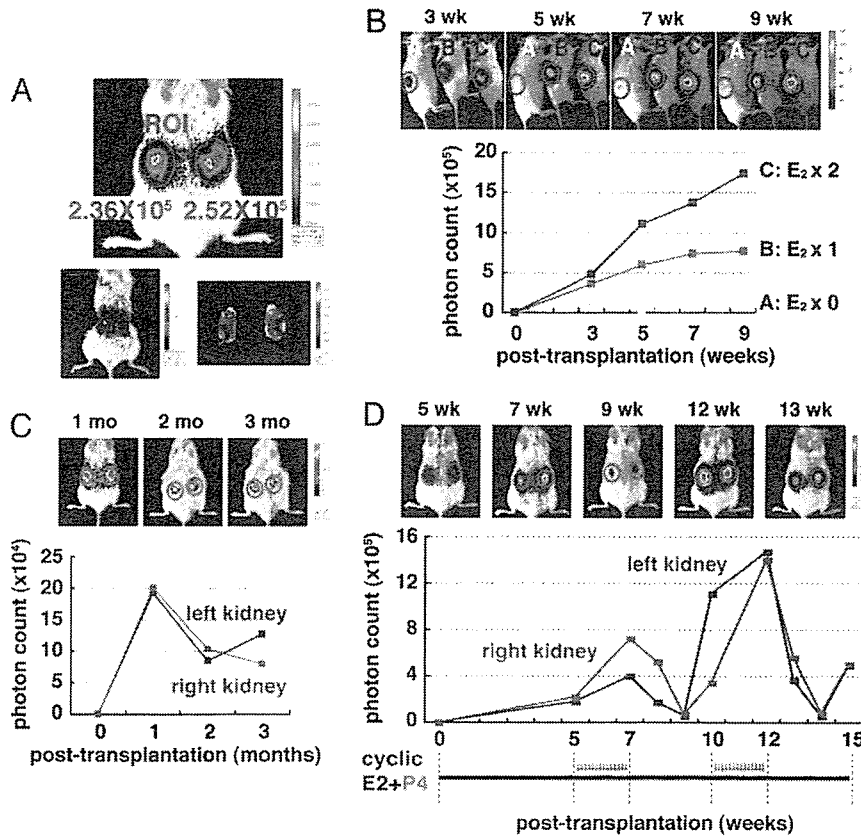 A
ROI
2.36X10⁵ 2.52X10⁵
B
3 wk 5 wk 7 wk 9 wk
A B C A B C A B C A B C
photon count (x10⁵)
20
15
10
5
0
C: E₂ x 2
B: E₂ x 1
A: E₂ x 0
0 3 5 7 9
post-transplantation (weeks)
C
1 mo 2 mo 3 mo
photon count (x10⁴)
25
20
15
10
5
0
left kidney
right kidney
0 1 2 3
post-transplantation (months)
D
5 wk 7 wk 9 wk 12 wk 13 wk
photon count (x10⁵)
16
12
8
4
0
left kidney
right kidney
0 5 7 10 12 15
cyclic
E2+P4
post-transplantation (weeks)